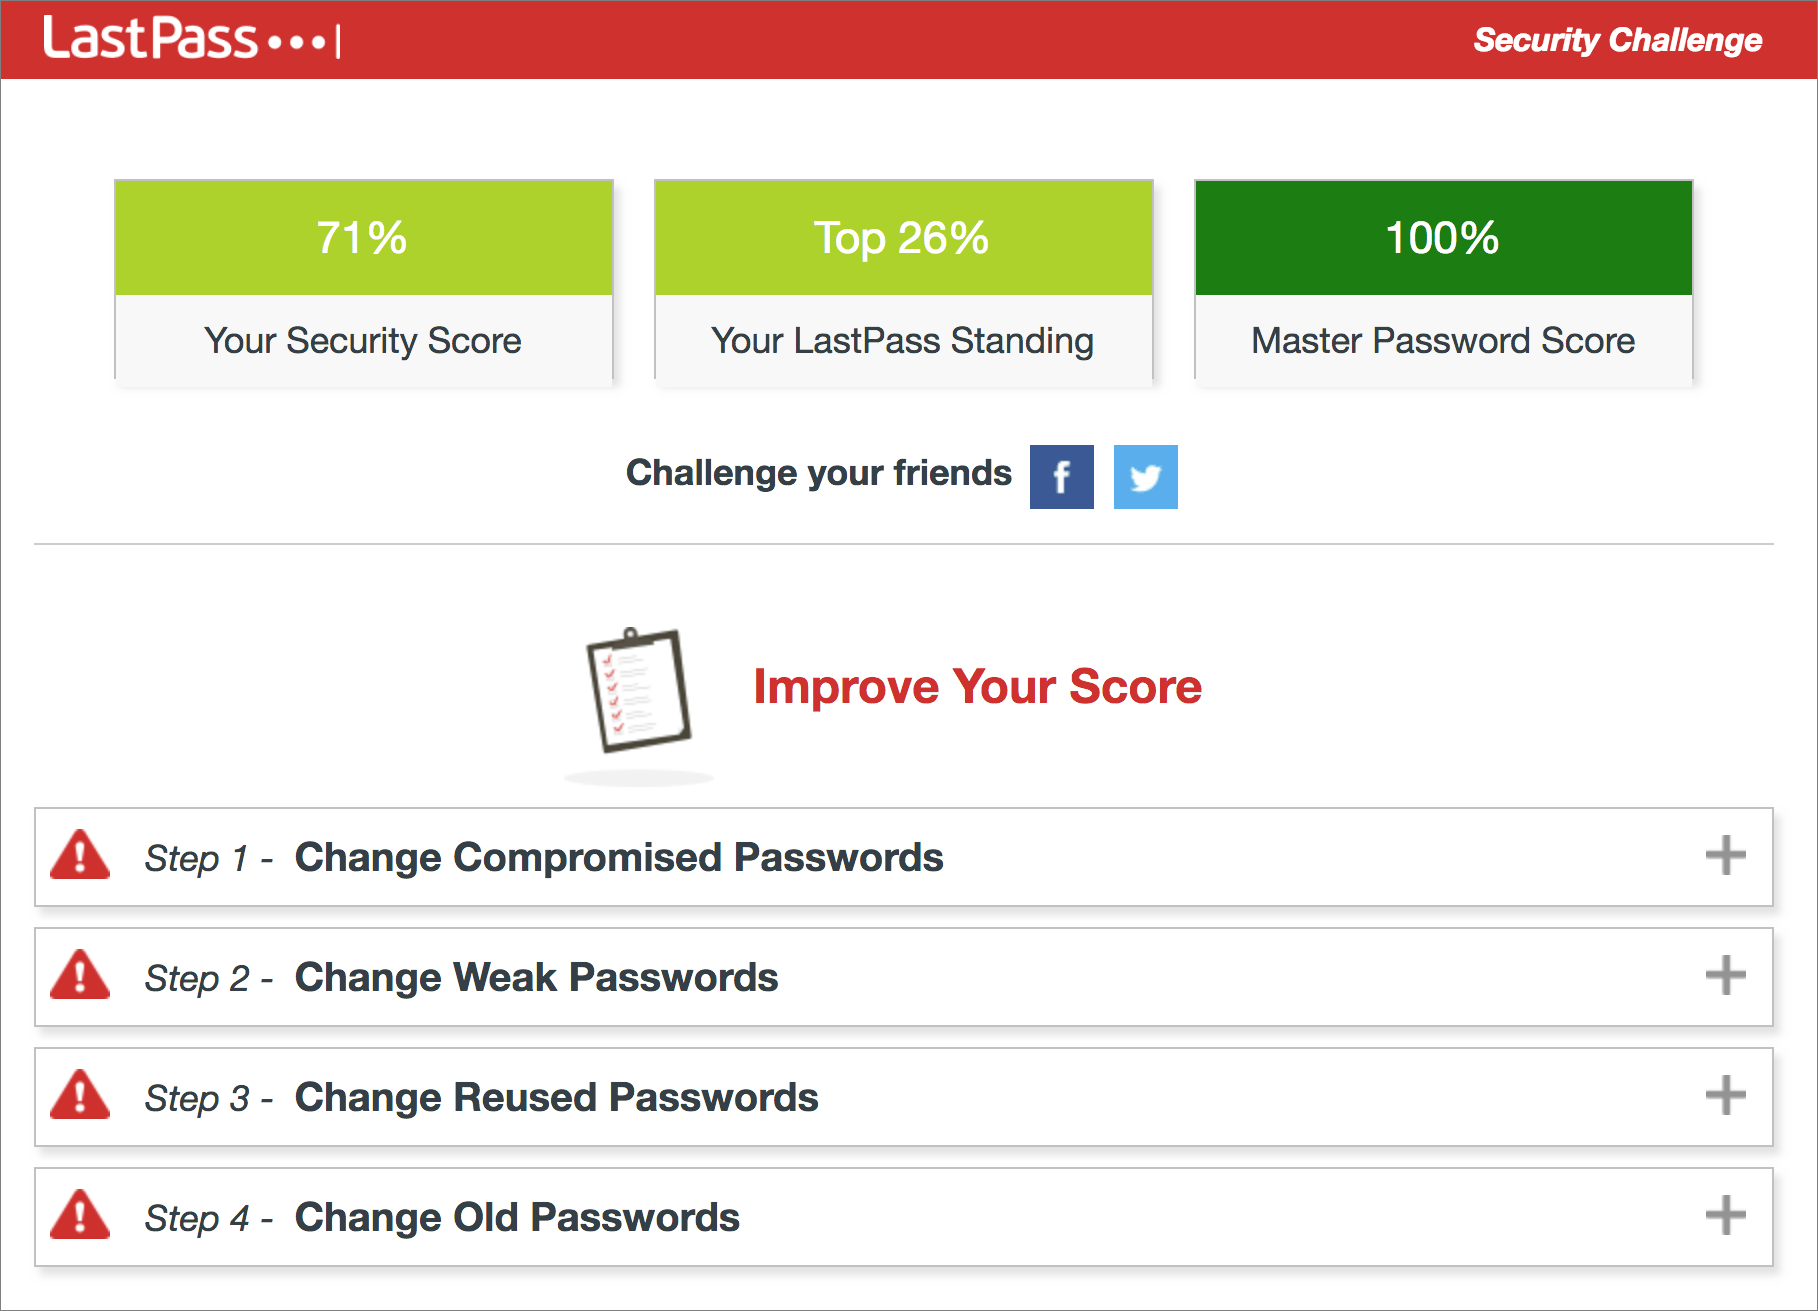 LastPass •••|
Security Challenge
71%
Your Security Score
Top 26%
Your LastPass Standing
100%
Master Password Score
Challenge your friends
Improve Your Score
Step 1 - Change Compromised Passwords
Step 2 - Change Weak Passwords
Step 3 - Change Reused Passwords
Step 4 - Change Old Passwords